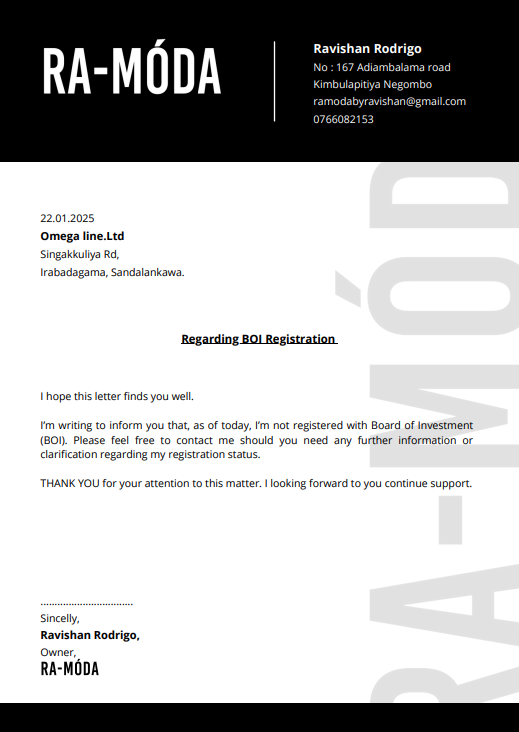 RA-MÓDA
Ravishan Rodrigo
No : 167 Adiambalama road
Kimbulapitiya Negombo
ramodabyravishan@gmail.com
0766082153
22.01.2025
Omega line.Ltd
Singakkuliya Rd,
Irabadagama, Sandalankawa.
Regarding BOI Registration
I hope this letter finds you well.
I'm writing to inform you that, as of today, I'm not registered with Board of Investment
(BOI). Please feel free to contact me should you need any further information or
clarification regarding my registration status.
THANK YOU for your attention to this matter. I looking forward to you continue support.
.................................
Sincelly,
Ravishan Rodrigo,
Owner,
RA-MÓDA
RA-MÓD